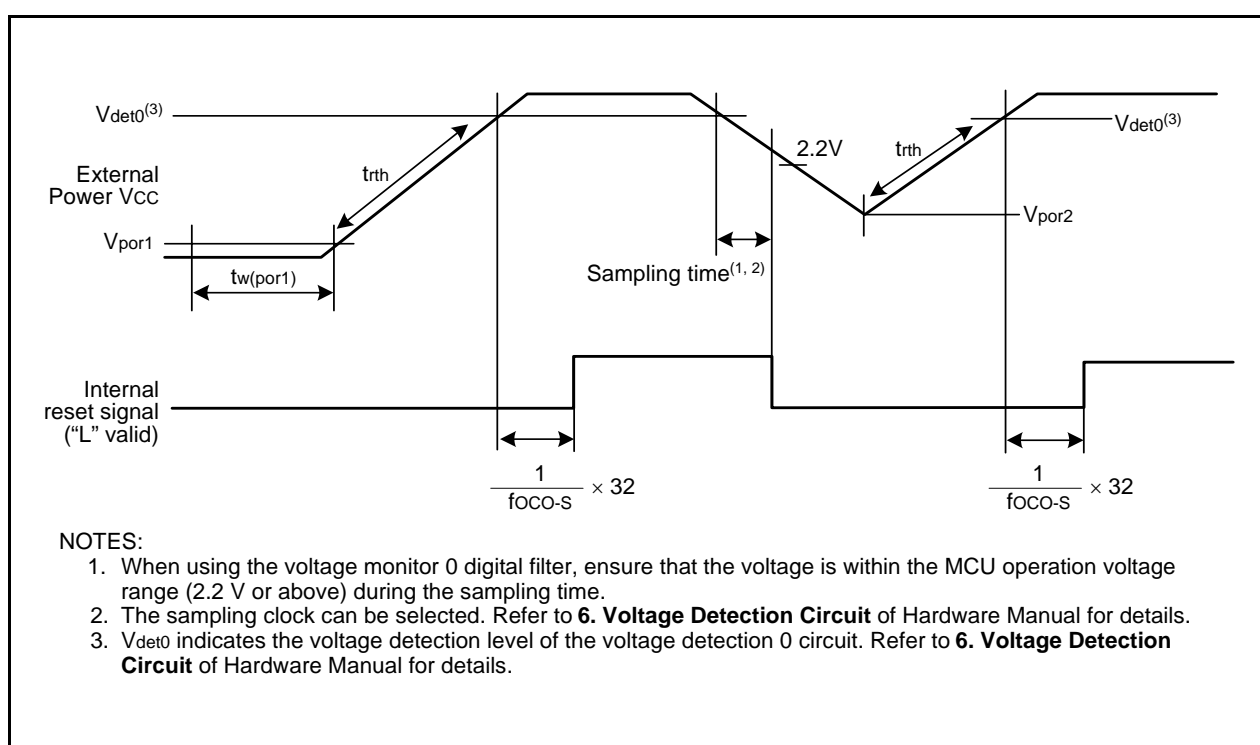 Vdet0(3)
Vdet0(3)
2.2V
trth
trth
External
Power VCC
Vpor2
Vpor1
Sampling time(1, 2)
tw(por1)
Internal
reset signal
(“L” valid)
1
fOCO-S
× 32
1
fOCO-S
× 32
NOTES:
1. When using the voltage monitor 0 digital filter, ensure that the voltage is within the MCU operation voltage
range (2.2 V or above) during the sampling time.
2. The sampling clock can be selected. Refer to 6. Voltage Detection Circuit of Hardware Manual for details.
3. Vdet0 indicates the voltage detection level of the voltage detection 0 circuit. Refer to 6. Voltage Detection
Circuit of Hardware Manual for details.